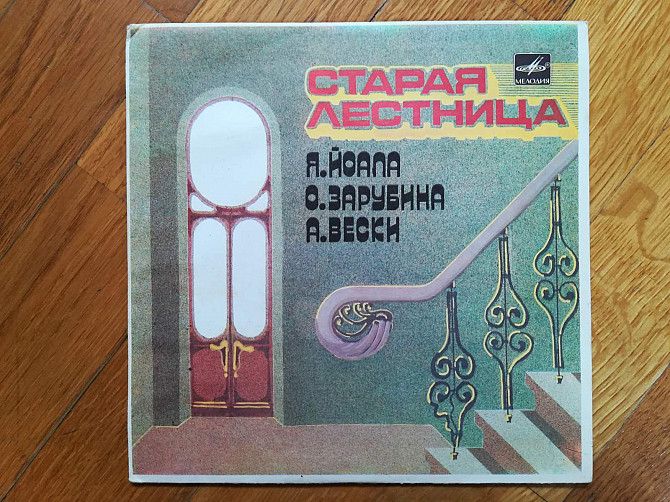 СТАРАЯ
ЛЕСТНИЦА
МЕЛОДИЯ
Я.ЙОАЛА
О.ЗАРУБИНА
А.ВЕСКИ